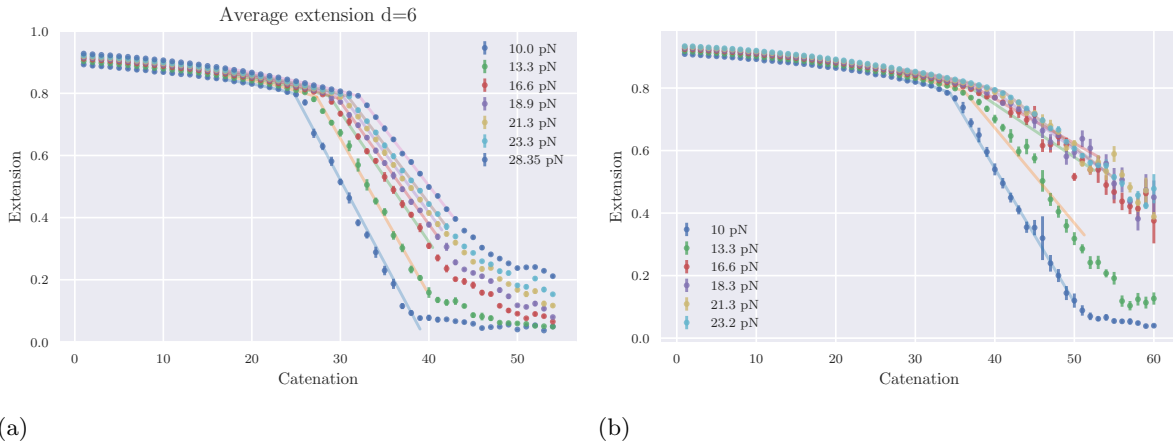 Average extension d=6
1.0
0.8
0.6
0.4
0.2
0.0
Extension
10.0 pN
13.3 pN
16.6 pN
18.9 pN
21.3 pN
23.3 pN
28.35 pN
0 10 20 30 40 50
Catenation
(a)
0.8
0.6
0.4
0.2
0.0
Extension
10 pN
13.3 pN
16.6 pN
18.3 pN
21.3 pN
23.2 pN
0 10 20 30 40 50 60
Catenation
(b)